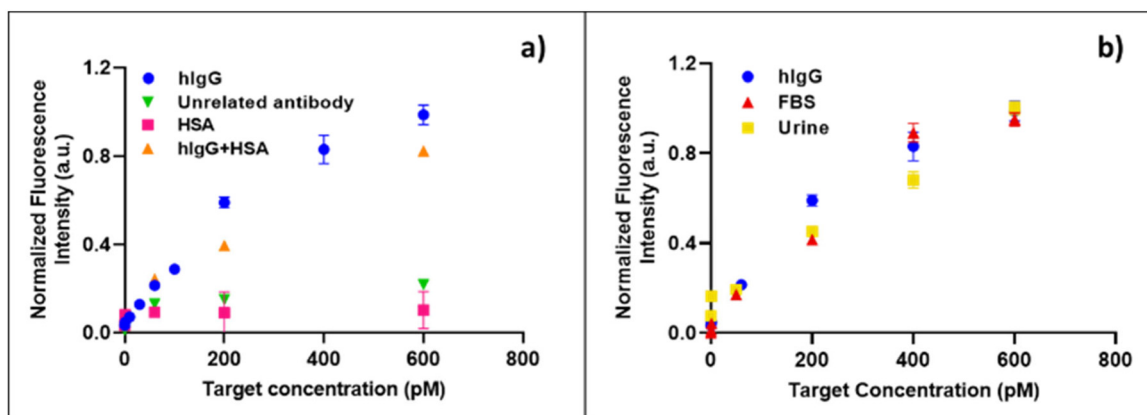 a)
Normalized Fluorescence
Intensity (a.u.)
1.2
0.8
0.4
0.0
hIgG
Unrelated antibody
HSA
hIgG+HSA
0 200 400 600 800
Target concentration (pM)
b)
Normalized Fluorescence
Intensity (a.u.)
1.2
0.8
0.4
0.0
hIgG
FBS
Urine
0 200 400 600 800
Target Concentration (pM)